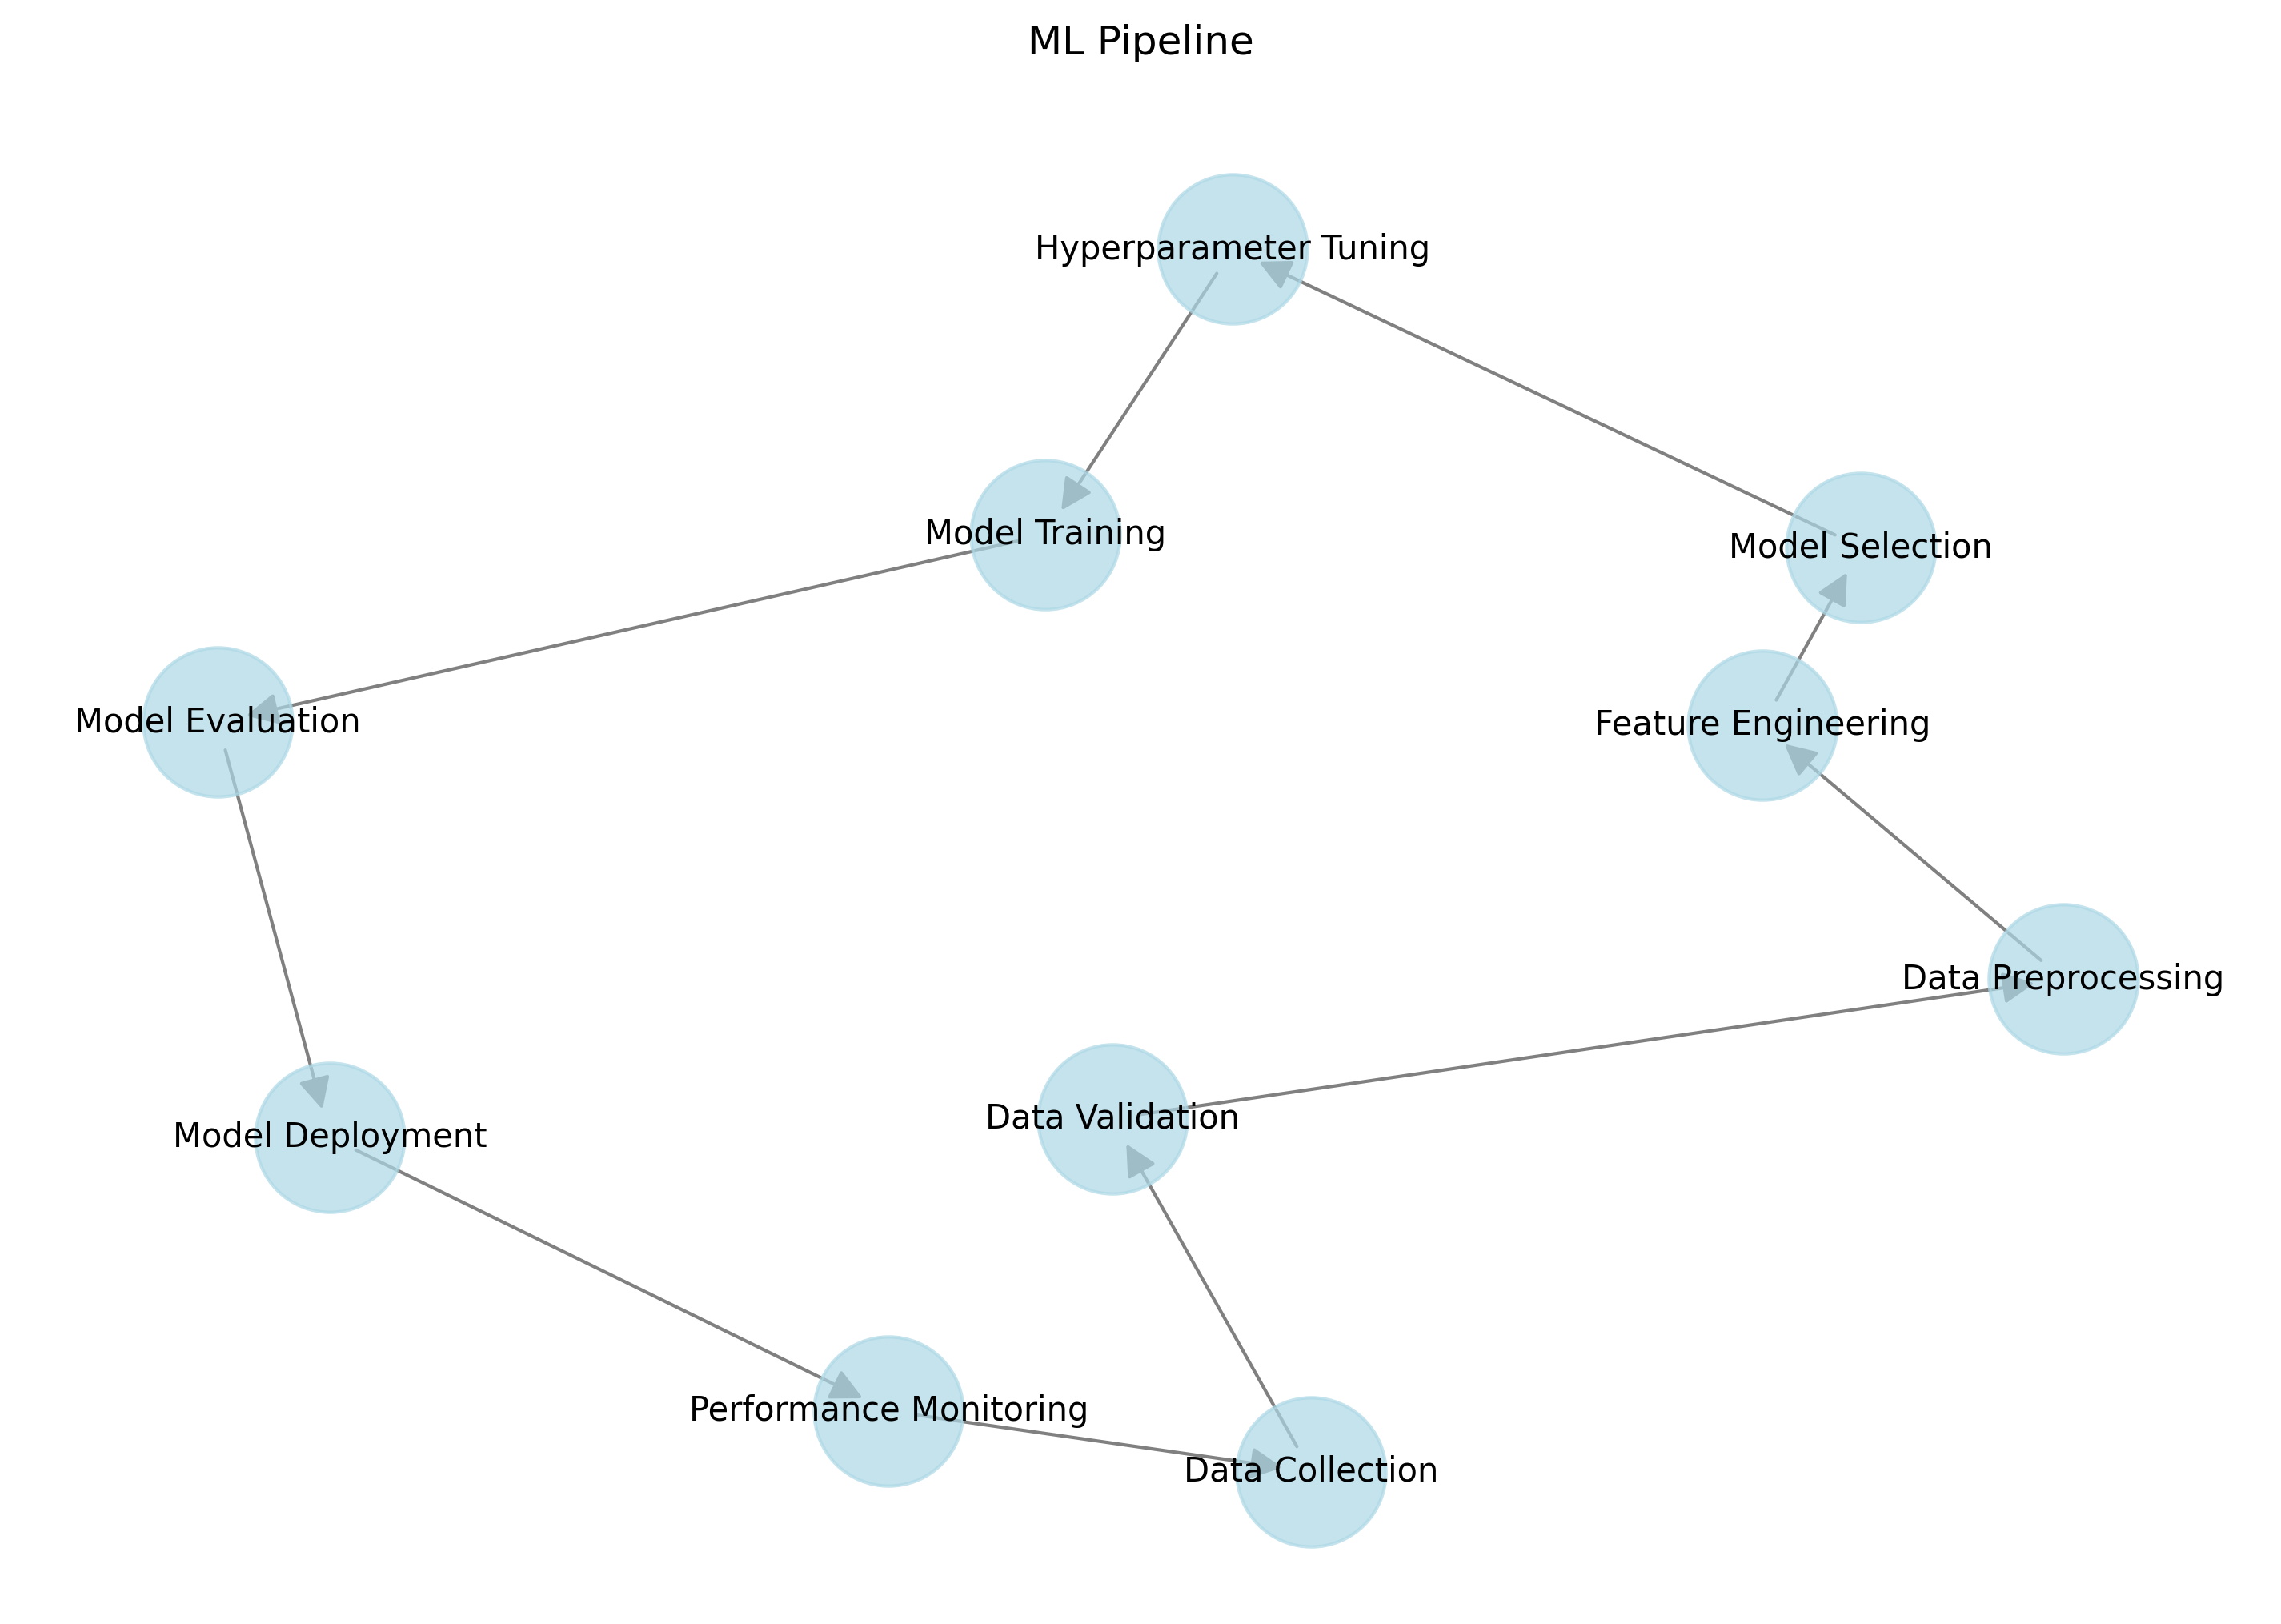 ML Pipeline
Hyperparameter Tuning
Model Training
Model Selection
Model Evaluation
Feature Engineering
Data Preprocessing
Data Validation
Model Deployment
Performance Monitoring
Data Collection